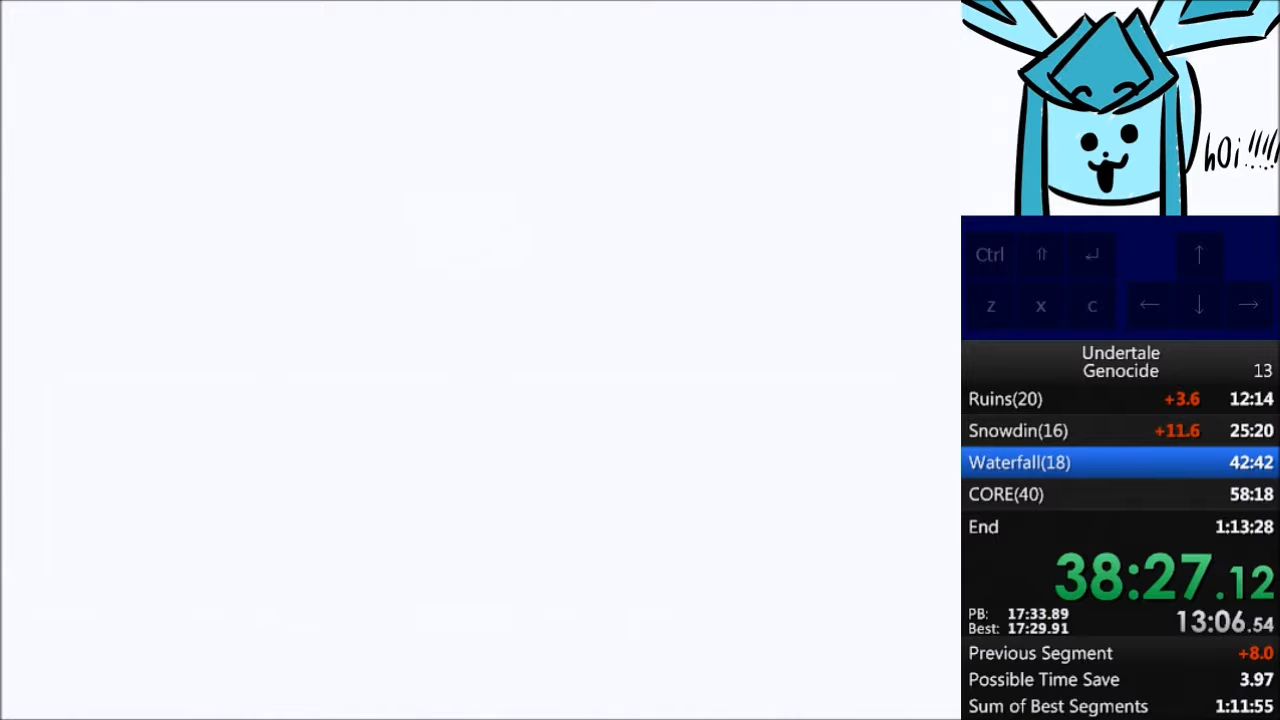 hOi!!!!!
Ctrl ⇧ ↵ ↑
z x c ← ↓ →
Undertale
Genocide 13
Ruins(20) +3.6 12:14
Snowdin(16) +11.6 25:20
Waterfall(18) 42:42
CORE(40) 58:18
End 1:13:28
38:27.12
PB: 17:33.89
Best: 17:29.91
13:06.54
Previous Segment +8.0
Possible Time Save 3.97
Sum of Best Segments 1:11:55